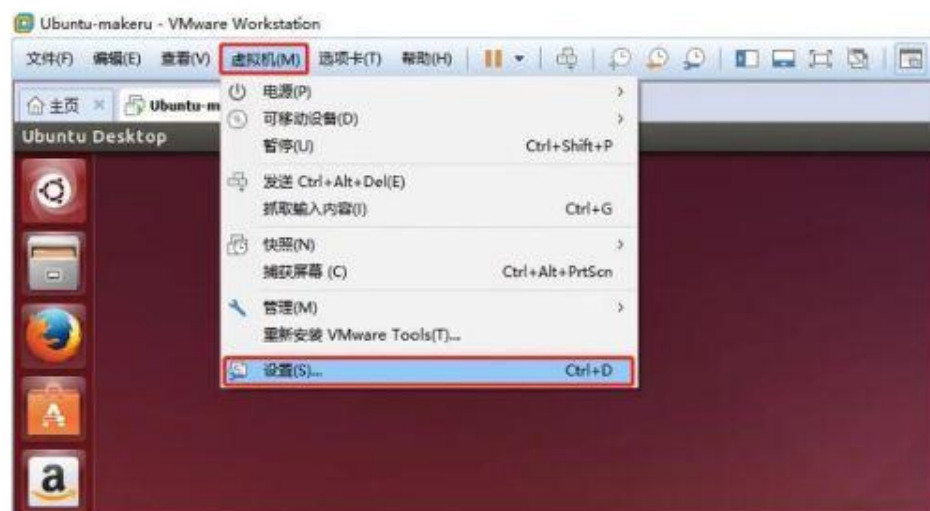 Ubuntu-makeru - VMware Workstation
文件(F) 编辑(E) 查看(V) 虚拟机(M) 选项卡(T) 帮助(H)
主页 Ubuntu-m
Ubuntu Desktop
电源(P)
可移动设备(D)
暂停(U) Ctrl+Shift+P
发送 Ctrl+Alt+Del(E)
抓取输入内容(I) Ctrl+G
快照(N)
捕获屏幕 (C) Ctrl+Alt+PrtScn
管理(M)
重新安装 VMware Tools(T)...
设置(S)... Ctrl+D